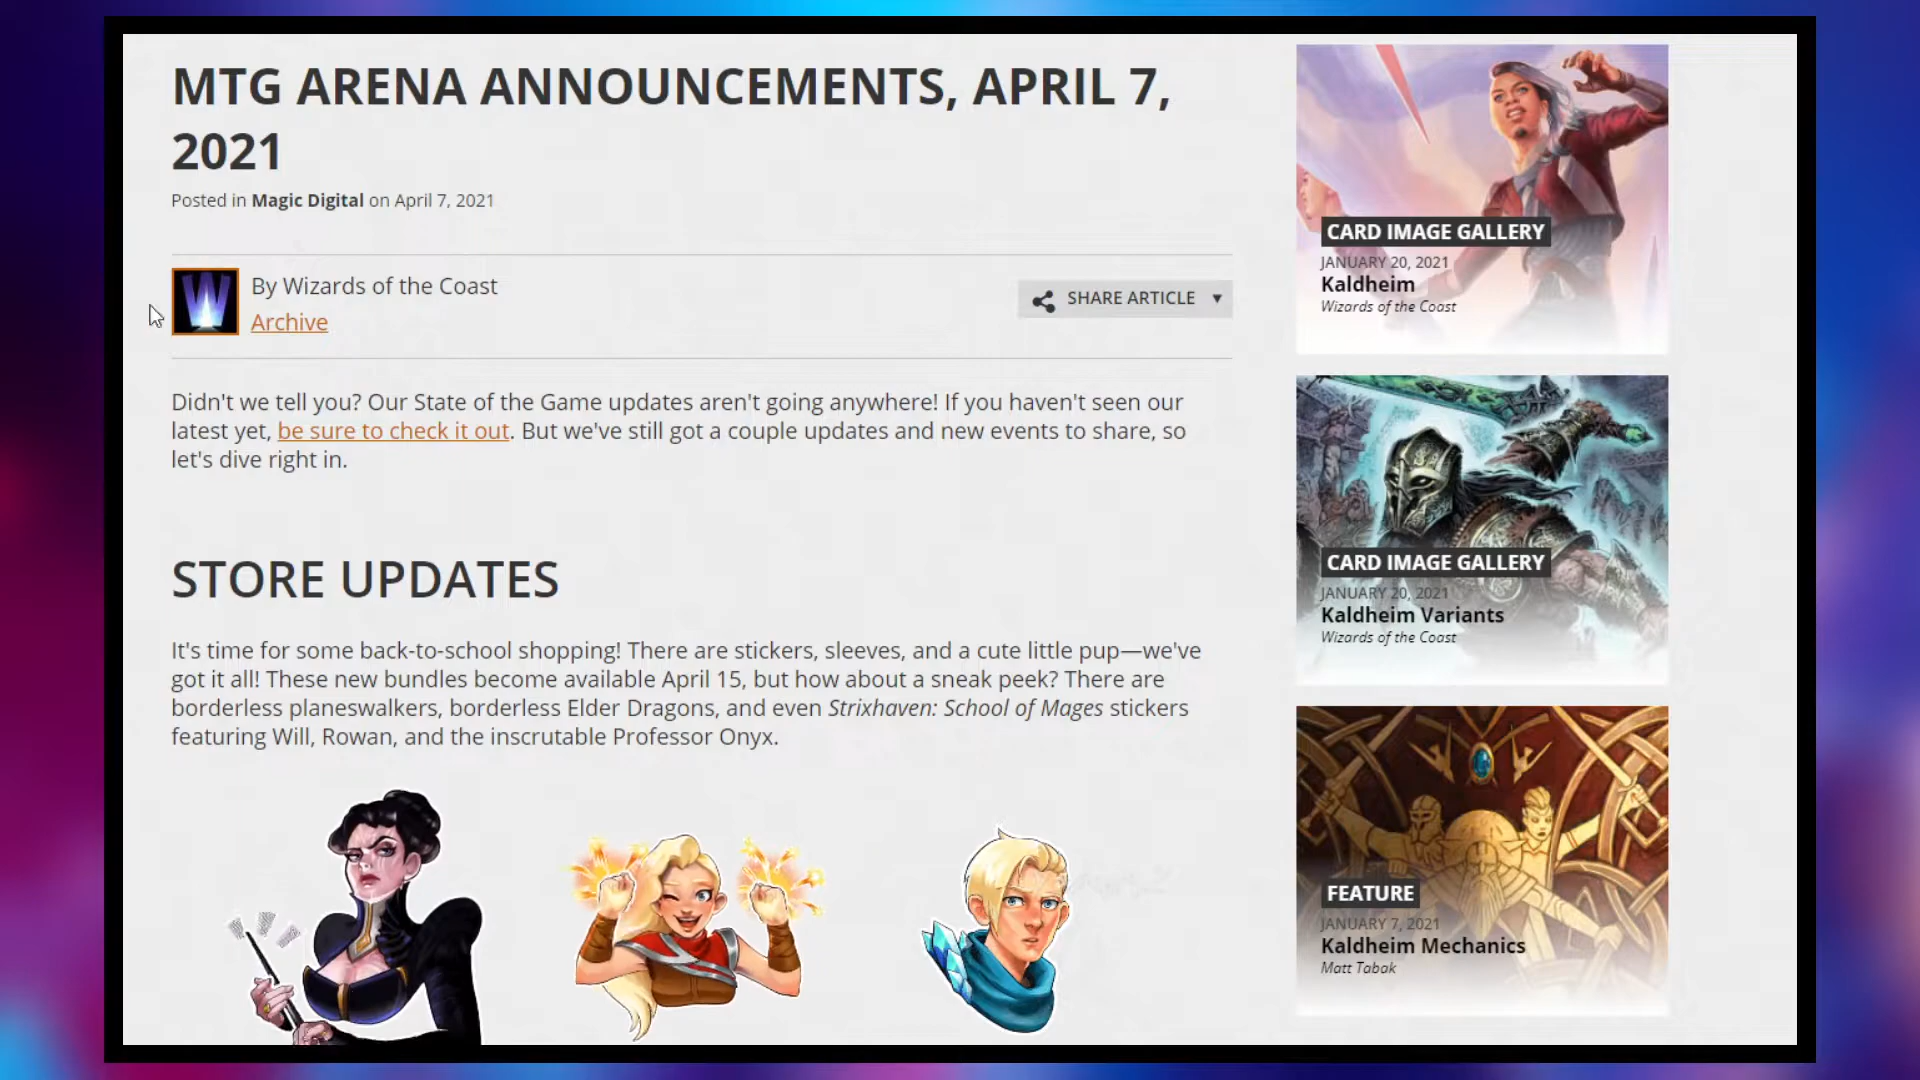 MTG ARENA ANNOUNCEMENTS, APRIL 7,
2021
Posted in Magic Digital on April 7, 2021
By Wizards of the Coast
Archive
SHARE ARTICLE ▼
Didn't we tell you? Our State of the Game updates aren't going anywhere! If you haven't seen our
latest yet, be sure to check it out. But we've still got a couple updates and new events to share, so
let's dive right in.
STORE UPDATES
It's time for some back-to-school shopping! There are stickers, sleeves, and a cute little pup—we've
got it all! These new bundles become available April 15, but how about a sneak peek? There are
borderless planeswalkers, borderless Elder Dragons, and even Strixhaven: School of Mages stickers
featuring Will, Rowan, and the inscrutable Professor Onyx.
CARD IMAGE GALLERY
JANUARY 20, 2021
Kaldheim
Wizards of the Coast
CARD IMAGE GALLERY
JANUARY 20, 2021
Kaldheim Variants
Wizards of the Coast
FEATURE
JANUARY 7, 2021
Kaldheim Mechanics
Matt Tabak